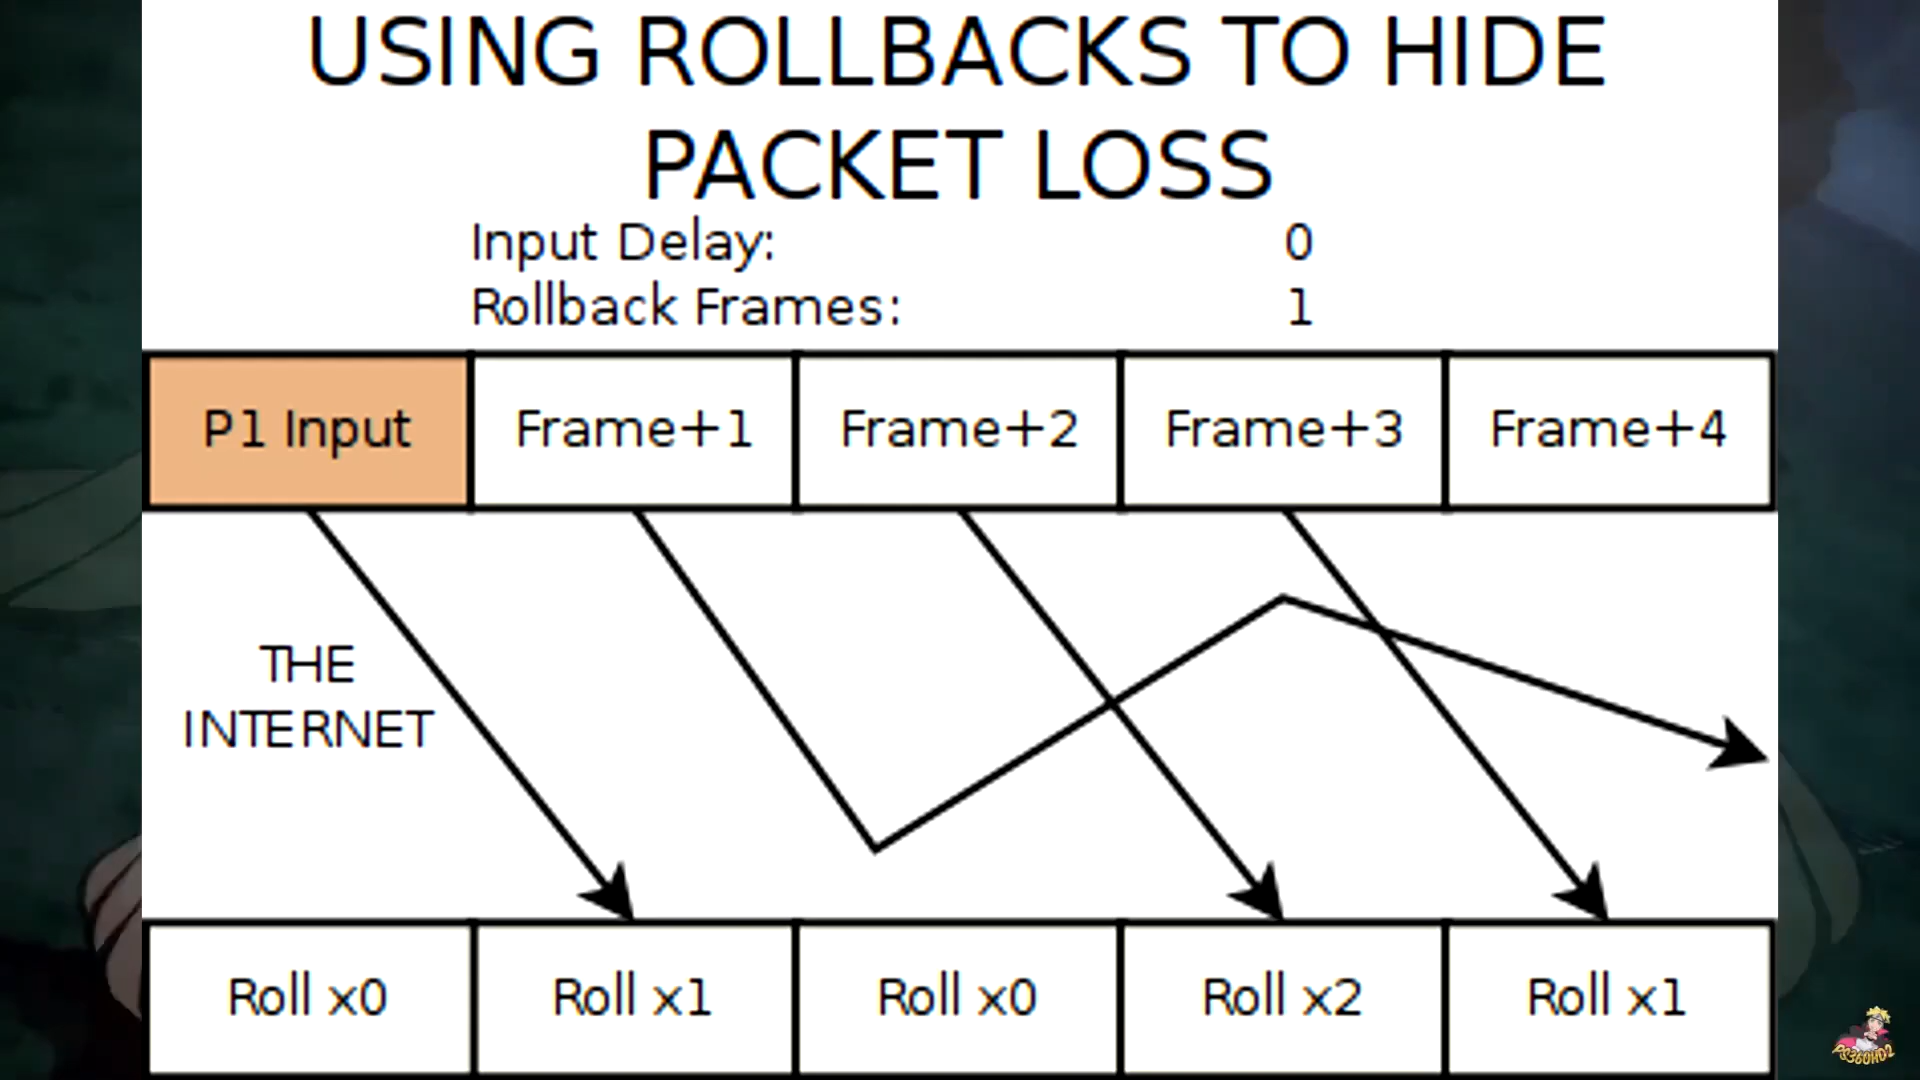 USING ROLLBACKS TO HIDE
PACKET LOSS
Input Delay: 0
Rollback Frames: 1
P1 Input Frame+1 Frame+2 Frame+3 Frame+4
THE
INTERNET
Roll x0 Roll x1 Roll x0 Roll x2 Roll x1
PS360HD2